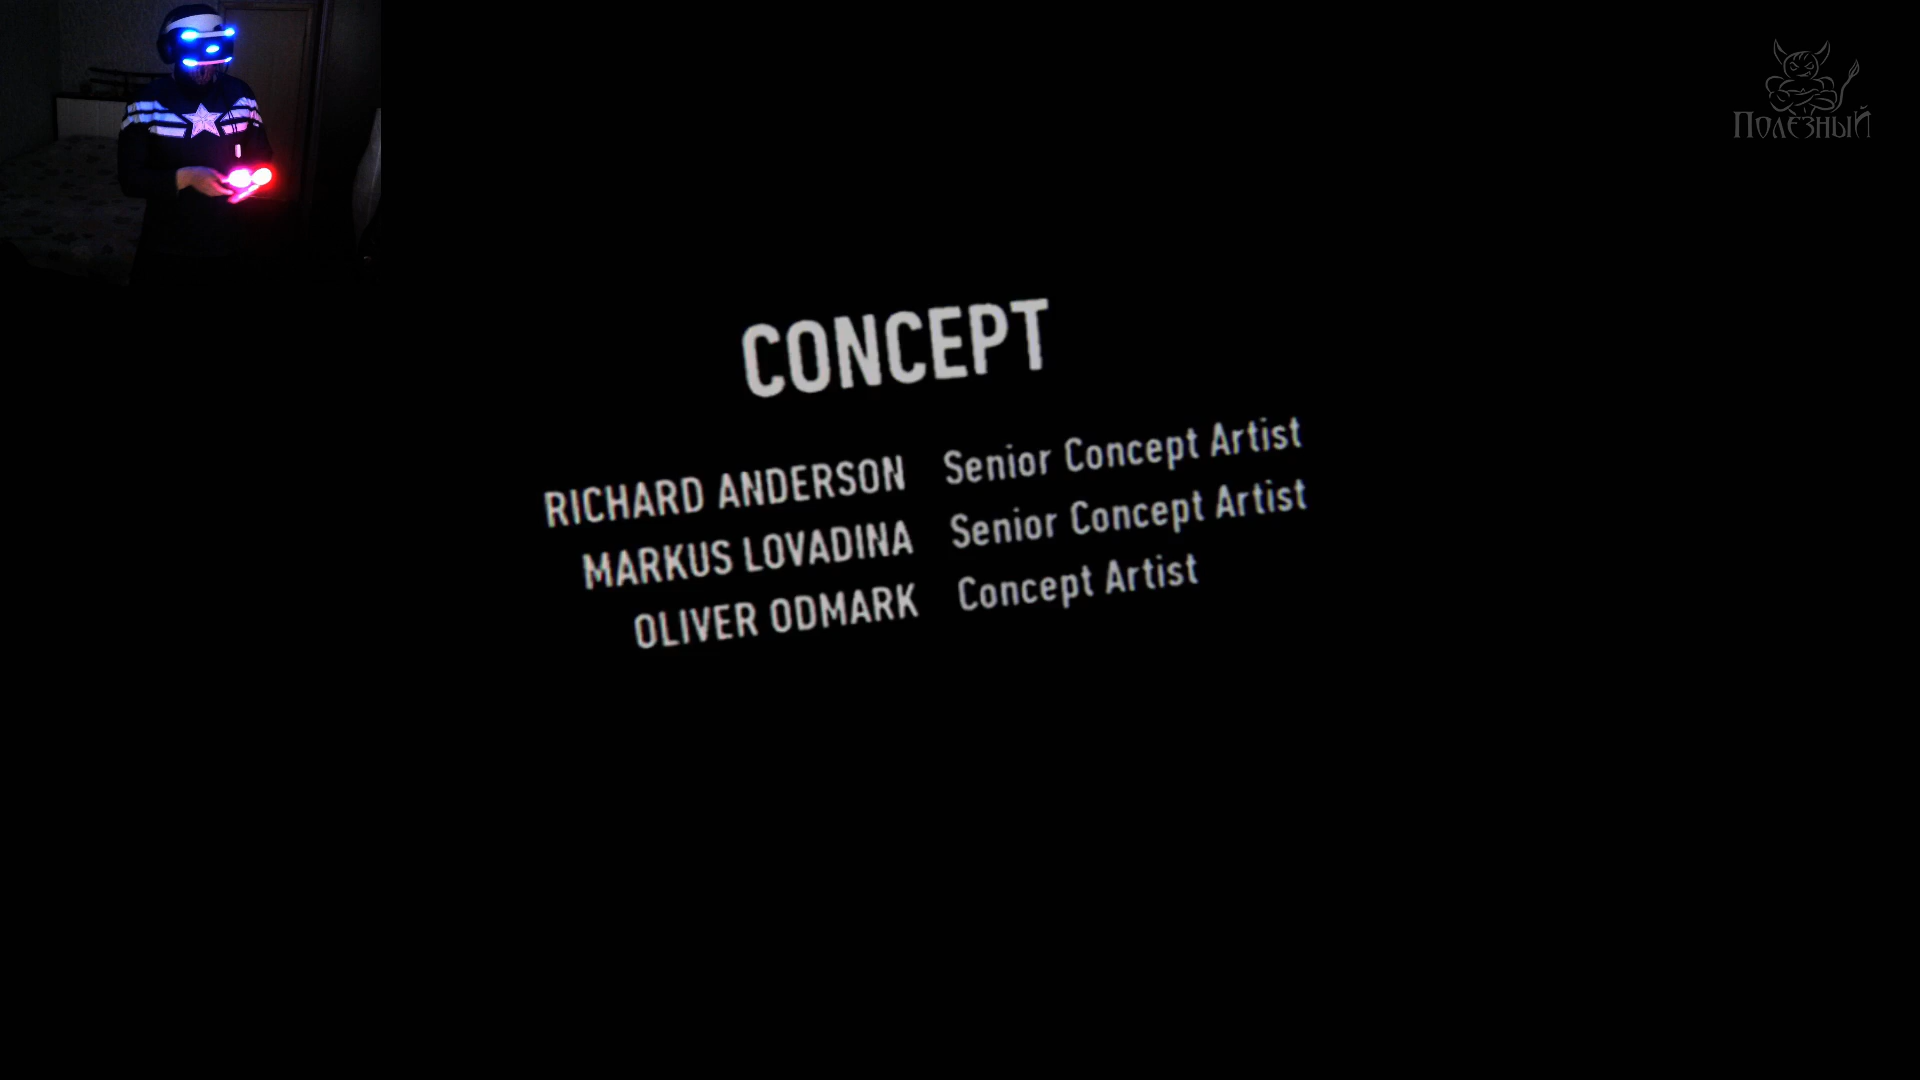 Полезный
CONCEPT
RICHARD ANDERSON Senior Concept Artist
MARKUS LOVADINA Senior Concept Artist
OLIVER ODMARK Concept Artist